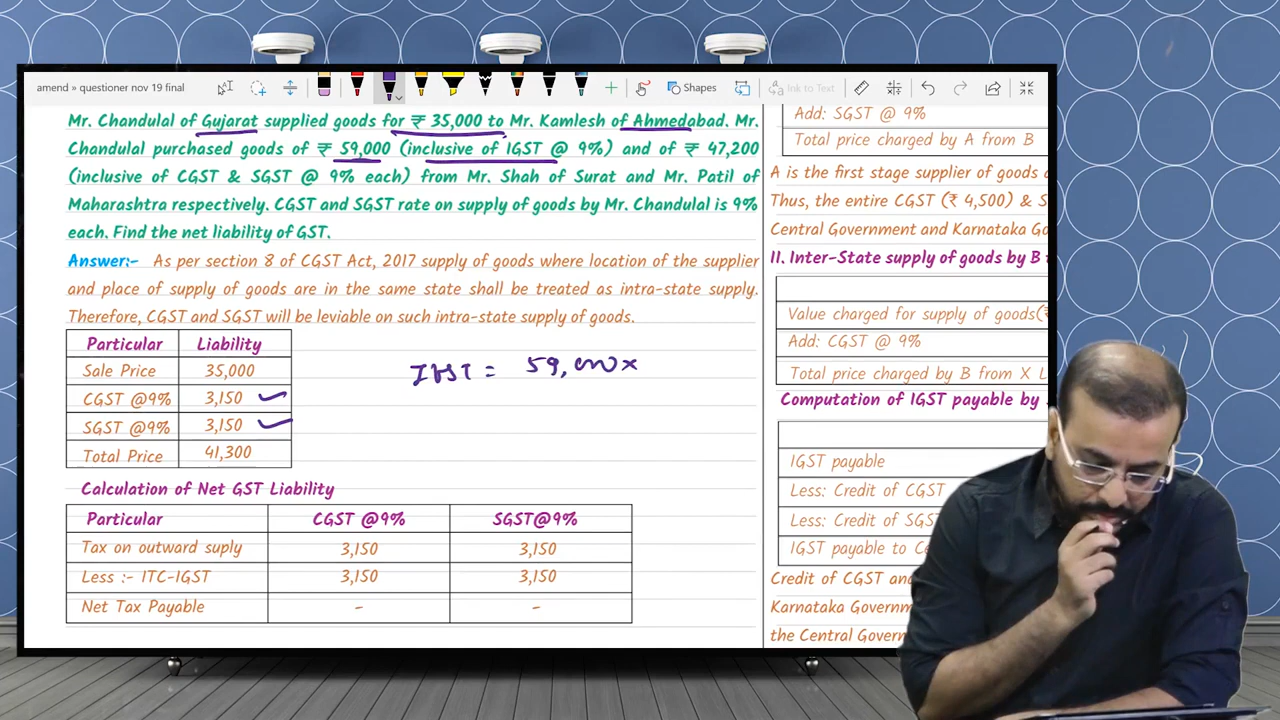 amend » questioner nov 19 final
Shapes
Ink to Text
Mr. Chandulal of Gujarat supplied goods for ₹ 35,000 to Mr. Kamlesh of Ahmedabad. Mr.
Chandulal purchased goods of ₹ 59,000 (inclusive of IGST @ 9%) and of ₹ 47,200
(inclusive of CGST & SGST @ 9% each) from Mr. Shah of Surat and Mr. Patil of
Maharashtra respectively. CGST and SGST rate on supply of goods by Mr. Chandulal is 9%
each. Find the net liability of GST.
Answer:- As per section 8 of CGST Act, 2017 supply of goods where location of the supplier
and place of supply of goods are in the same state shall be treated as intra-state supply.
Therefore, CGST and SGST will be leviable on such intra-state supply of goods.
Particular Liability
Sale Price 35,000
CGST @9% 3,150
SGST @9% 3,150
Total Price 41,300
IGST = 59,000 x
Calculation of Net GST Liability
Particular CGST @9% SGST@9%
Tax on outward suply 3,150 3,150
Less :- ITC-IGST 3,150 3,150
Net Tax Payable - -
Add: SGST @ 9%
Total price charged by A from B
A is the first stage supplier of goods
Thus, the entire CGST (₹ 4,500) & S
Central Government and Karnataka Go
II. Inter-State supply of goods by B
Value charged for supply of goods(₹
Add: CGST @ 9%
Total price charged by B from X L
Computation of IGST payable by
IGST payable
Less: Credit of CGST
Less: Credit of SGS
IGST payable to Ce
Credit of CGST and
Karnataka Governm
the Central Govern